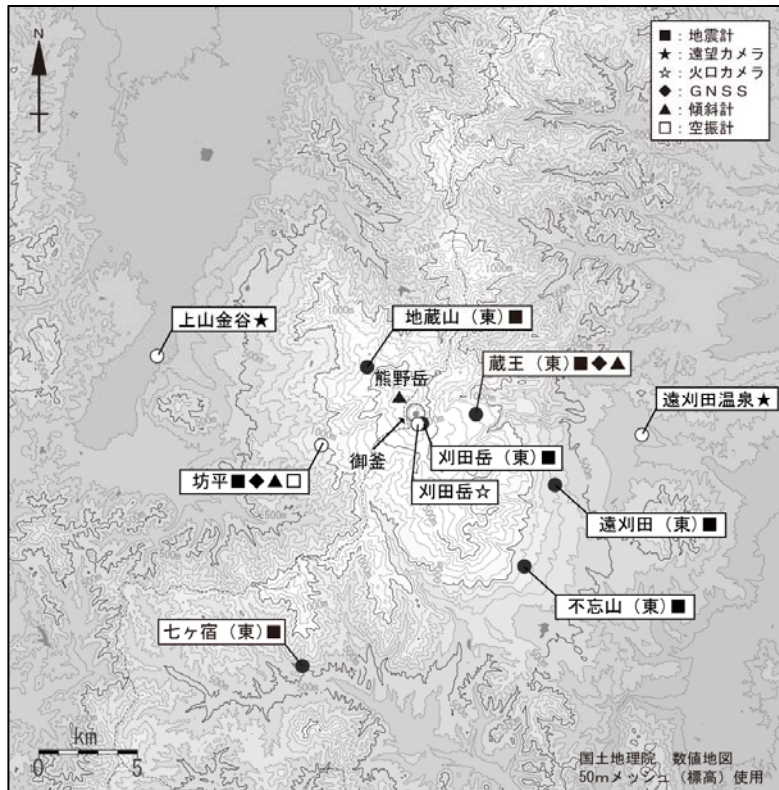 N
■：地震計
★：遠望カメラ
☆：火口カメラ
◆：ＧＮＳＳ
▲：傾斜計
□：空振計
1000m
1000m
1000m
上山金谷★
地蔵山（東）■
熊野岳
蔵王（東）■◆▲
遠刈田温泉★
御釜
刈田岳（東）■
坊平■◆▲□
刈田岳☆
遠刈田（東）■
500m
不忘山（東）■
七ヶ宿（東）■
500m
km
0 5
国土地理院 数値地図
50mメッシュ（標高）使用